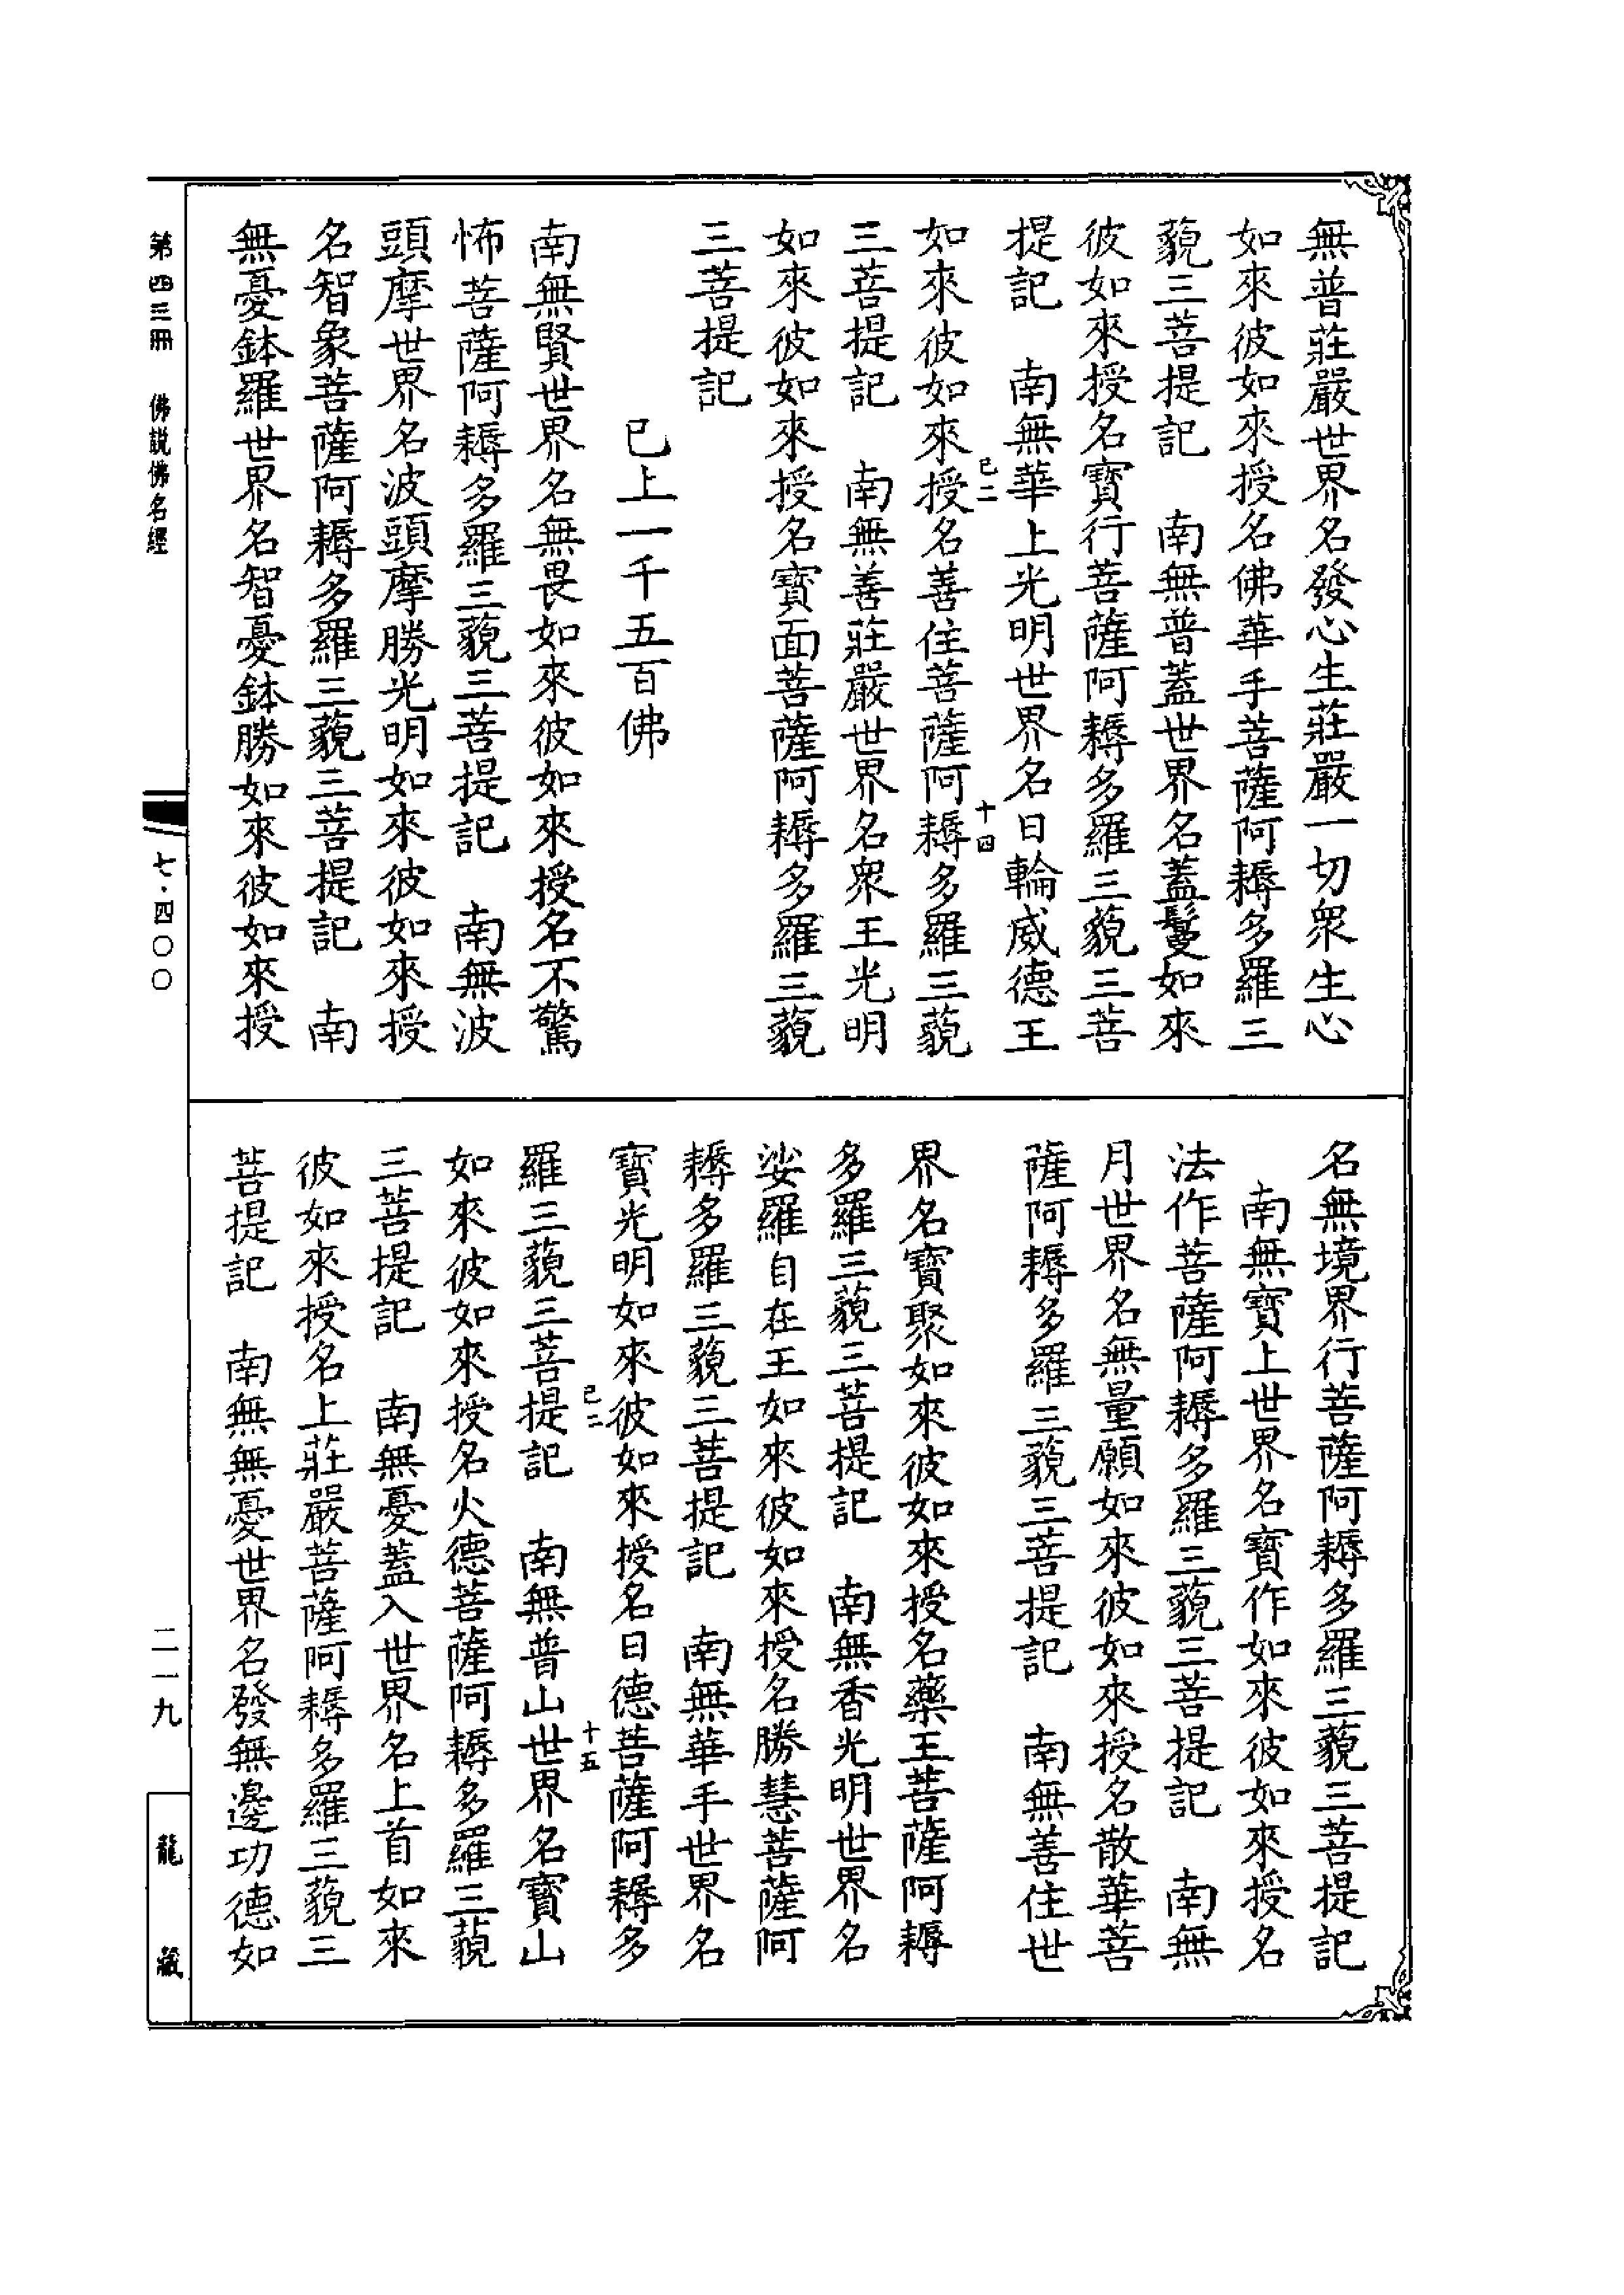 無普莊嚴世界名發心生莊嚴一切眾生心
如來彼如來授名佛華手菩薩阿耨多羅三
藐三菩提記　南無普蓋世界名蓋鬘如來
彼如來授名寶行菩薩阿耨多羅三藐三菩
提記　南無華上光明世界名日輪威德王
已二　十四
如來彼如來授名善住菩薩阿耨多羅三藐
三菩提記　南無善莊嚴世界名眾王光明
如來彼如來授名寶面菩薩阿耨多羅三藐
三菩提記
已上一千五百佛
南無賢世界名無畏如來彼如來授名不驚
怖菩薩阿耨多羅三藐三菩提記　南無波
頭摩世界名波頭摩勝光明如來彼如來授
名智象菩薩阿耨多羅三藐三菩提記　南
無憂鉢羅世界名智憂鉢勝如來彼如來授
名無境界行菩薩阿耨多羅三藐三菩提記
南無寶上世界名寶作如來彼如來授名
法作菩薩阿耨多羅三藐三菩提記　南無
月世界名無量願如來彼如來授名散華菩
薩阿耨多羅三藐三菩提記　南無善住世
界名寶聚如來彼如來授名藥王菩薩阿耨
多羅三藐三菩提記　南無香光明世界名
娑羅自在王如來彼如來授名勝慧菩薩阿
耨多羅三藐三菩提記　南無華手世界名
寶光明如來彼如來授名日德菩薩阿耨多
已二　十五
羅三藐三菩提記　南無普山世界名寶山
如來彼如來授名火德菩薩阿耨多羅三藐
三菩提記　南無憂蓋入世界名上首如來
彼如來授名上莊嚴菩薩阿耨多羅三藐三
菩提記　南無無憂世界名發無邊功德如
第四三冊　佛說佛名經
七·四〇〇
二一九
龍藏